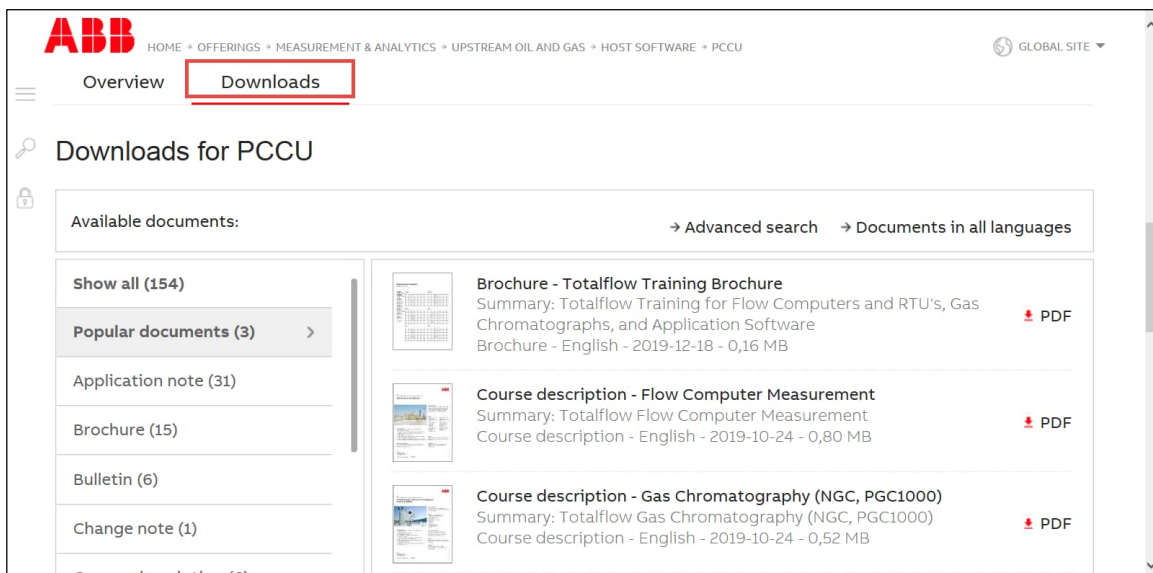 ABB
HOME → OFFERINGS → MEASUREMENT & ANALYTICS → UPSTREAM OIL AND GAS → HOST SOFTWARE → PCCU
GLOBAL SITE
Overview
Downloads
Downloads for PCCU
Available documents:
→ Advanced search
→ Documents in all languages
Show all (154)
Popular documents (3)
Application note (31)
Brochure (15)
Bulletin (6)
Change note (1)
Brochure - Totalflow Training Brochure
Summary: Totalflow Training for Flow Computers and RTU's, Gas
Chromatographs, and Application Software
Brochure - English - 2019-12-18 - 0,16 MB
PDF
Course description - Flow Computer Measurement
Summary: Totalflow Flow Computer Measurement
Course description - English - 2019-10-24 - 0,80 MB
PDF
Course description - Gas Chromatography (NGC, PGC1000)
Summary: Totalflow Gas Chromatography (NGC, PGC1000)
Course description - English - 2019-10-24 - 0,52 MB
PDF